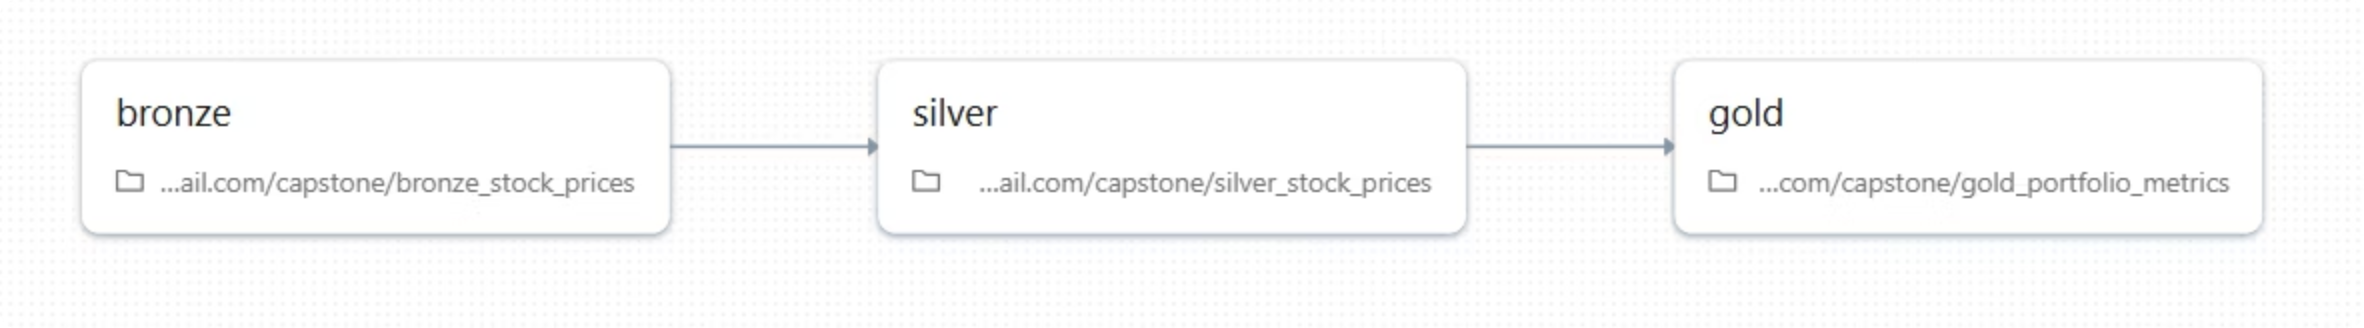 bronze
...ail.com/capstone/bronze_stock_prices
silver
...ail.com/capstone/silver_stock_prices
gold
...com/capstone/gold_portfolio_metrics